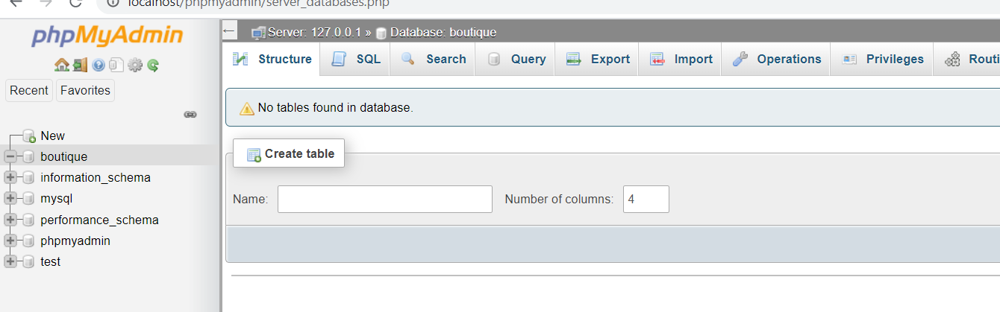 localhost/phpmyadmin/server_databases.php
phpMyAdmin
Recent Favorites
New
boutique
information_schema
mysql
performance_schema
phpmyadmin
test
Server: 127.0.0.1 » Database: boutique
Structure SQL Search Query Export Import Operations Privileges Routi
No tables found in database.
Create table
Name: Number of columns: 4